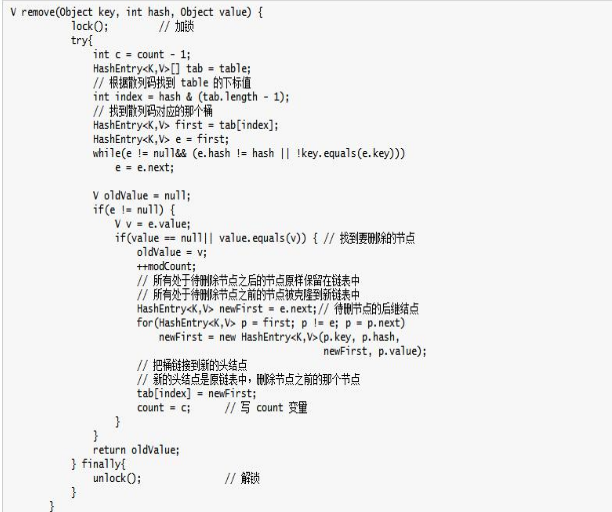 V remove(Object key, int hash, Object value) {
lock(); // 加锁
try{
int c = count - 1;
HashEntry<K,V>[] tab = table;
// 根据散列码找到 table 的下标值
int index = hash & (tab.length - 1);
// 找到散列码对应的那个桶
HashEntry<K,V> first = tab[index];
HashEntry<K,V> e = first;
while(e != null&& (e.hash != hash || !key.equals(e.key)))
e = e.next;
V oldValue = null;
if(e != null) {
V v = e.value;
if(value == null|| value.equals(v)) { // 找到要删除的节点
oldValue = v;
++modCount;
// 所有处于待删除节点之后的节点原样保留在链表中
// 所有处于待删除节点之前的节点被克隆到新链表中
HashEntry<K,V> newFirst = e.next;// 待删节点的后继结点
for(HashEntry<K,V> p = first; p != e; p = p.next)
newFirst = new HashEntry<K,V>(p.key, p.hash,
newFirst, p.value);
// 把桶链接到新的头结点
// 新的头结点是原链表中，删除节点之前的那个节点
tab[index] = newFirst;
count = c; // 写 count 变量
}
}
return oldValue;
} finally{
unlock(); // 解锁
}
}